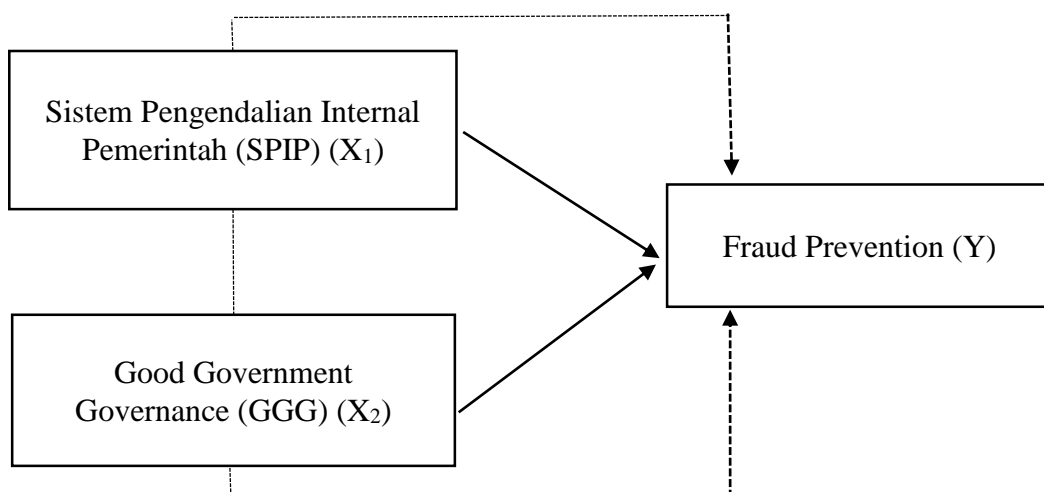 Sistem Pengendalian Internal
Pemerintah (SPIP) (X₁)
Fraud Prevention (Y)
Good Government
Governance (GGG) (X₂)